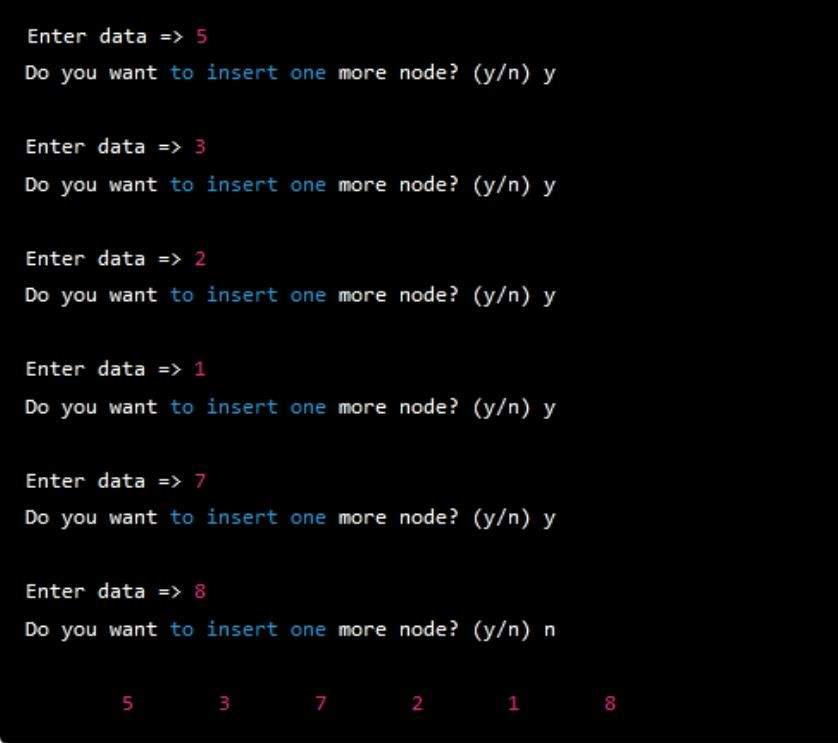 Enter data => 5
Do you want to insert one more node? (y/n) y
Enter data => 3
Do you want to insert one more node? (y/n) y
Enter data => 2
Do you want to insert one more node? (y/n) y
Enter data => 1
Do you want to insert one more node? (y/n) y
Enter data => 7
Do you want to insert one more node? (y/n) y
Enter data => 8
Do you want to insert one more node? (y/n) n
5 3 7 2 1 8